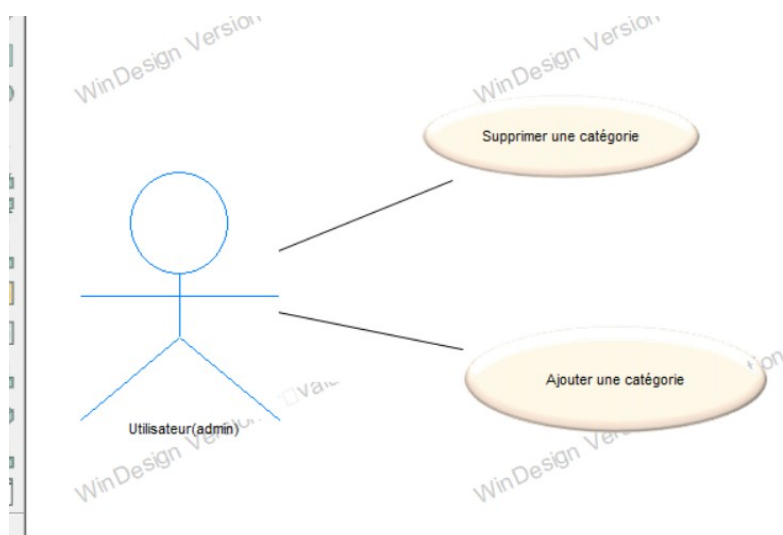 WinDesign Version
WinDesign Version
Supprimer une catégorie
Ajouter une catégorie
Utilisateur(admin)
WinDesign
WinDesign